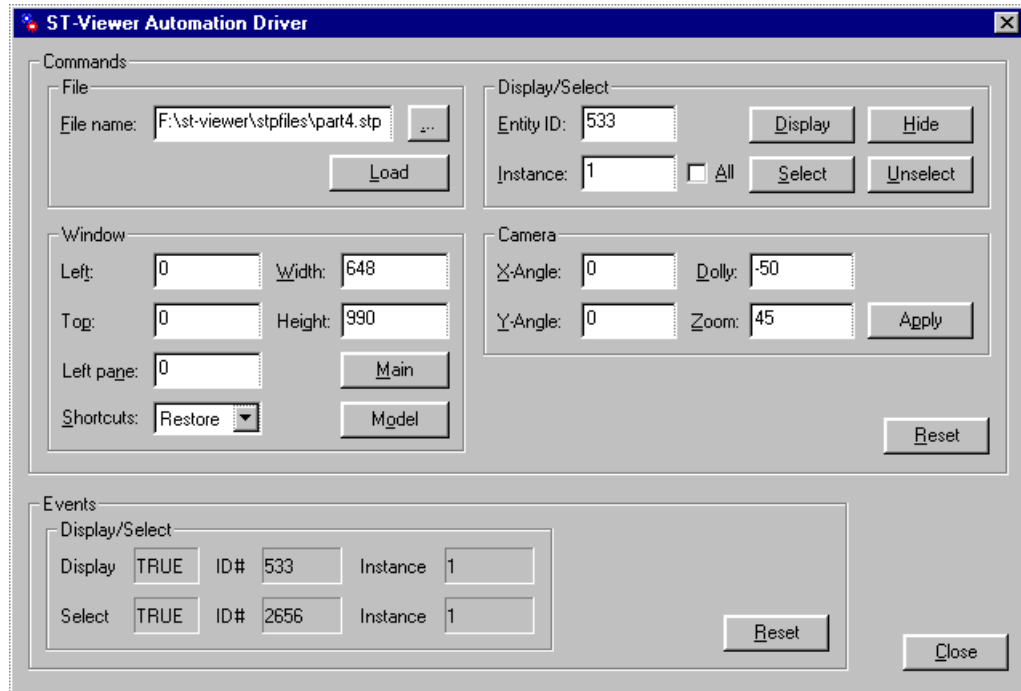 ST-Viewer Automation Driver
Commands
File
File name: F:\st-viewer\stpfiles\part4.stp ...
Load
Display/Select
Entity ID: 533 Display Hide
Instance: 1 All Select Unselect
Window
Left: 0 Width: 648
Top: 0 Height: 990
Left pane: 0 Main
Shortcuts: Restore Model
Camera
X-Angle: 0 Dolly: -50
Y-Angle: 0 Zoom: 45 Apply
Reset
Events
Display/Select
Display TRUE ID# 533 Instance 1
Select TRUE ID# 2656 Instance 1
Reset
Close